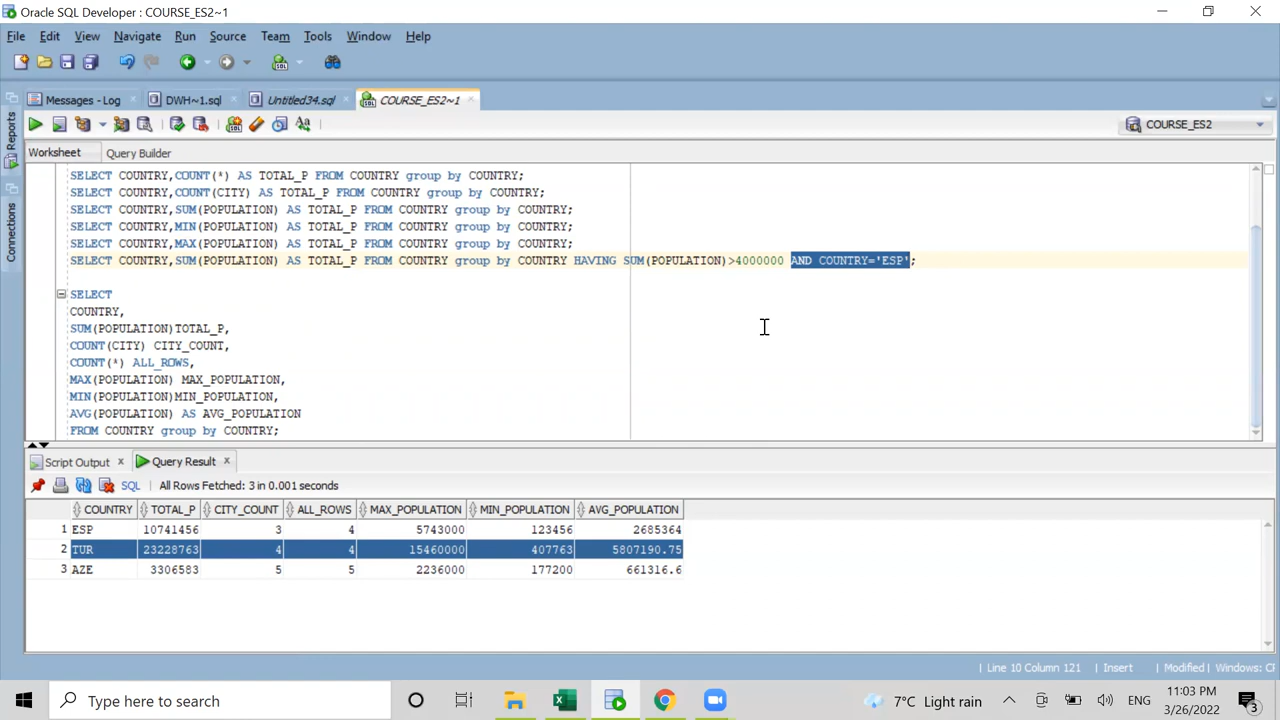 Oracle SQL Developer : COURSE_ES2~1
File Edit View Navigate Run Source Team Tools Window Help
Messages - Log DWH~1.sql Untitled34.sql COURSE_ES2~1
COURSE_ES2
Reports
Connections
Worksheet Query Builder
SELECT COUNTRY,COUNT(*) AS TOTAL_P FROM COUNTRY group by COUNTRY;
SELECT COUNTRY,COUNT(CITY) AS TOTAL_P FROM COUNTRY group by COUNTRY;
SELECT COUNTRY,SUM(POPULATION) AS TOTAL_P FROM COUNTRY group by COUNTRY;
SELECT COUNTRY,MIN(POPULATION) AS TOTAL_P FROM COUNTRY group by COUNTRY;
SELECT COUNTRY,MAX(POPULATION) AS TOTAL_P FROM COUNTRY group by COUNTRY;
SELECT COUNTRY,SUM(POPULATION) AS TOTAL_P FROM COUNTRY group by COUNTRY HAVING SUM(POPULATION)>4000000 AND COUNTRY='ESP';
SELECT
COUNTRY,
SUM(POPULATION)TOTAL_P,
COUNT(CITY) CITY_COUNT,
COUNT(*) ALL_ROWS,
MAX(POPULATION) MAX_POPULATION,
MIN(POPULATION)MIN_POPULATION,
AVG(POPULATION) AS AVG_POPULATION
FROM COUNTRY group by COUNTRY;
Script Output Query Result
SQL All Rows Fetched: 3 in 0.001 seconds
COUNTRY TOTAL_P CITY_COUNT ALL_ROWS MAX_POPULATION MIN_POPULATION AVG_POPULATION
1 ESP 10741456 3 4 5743000 123456 2685364
2 TUR 23228763 4 4 15460000 407763 5807190.75
3 AZE 3306583 5 5 2236000 177200 661316.6
Line 10 Column 121 Insert Modified Windows: CF
Type here to search 7°C Light rain ENG 11:03 PM
3/26/2022 3